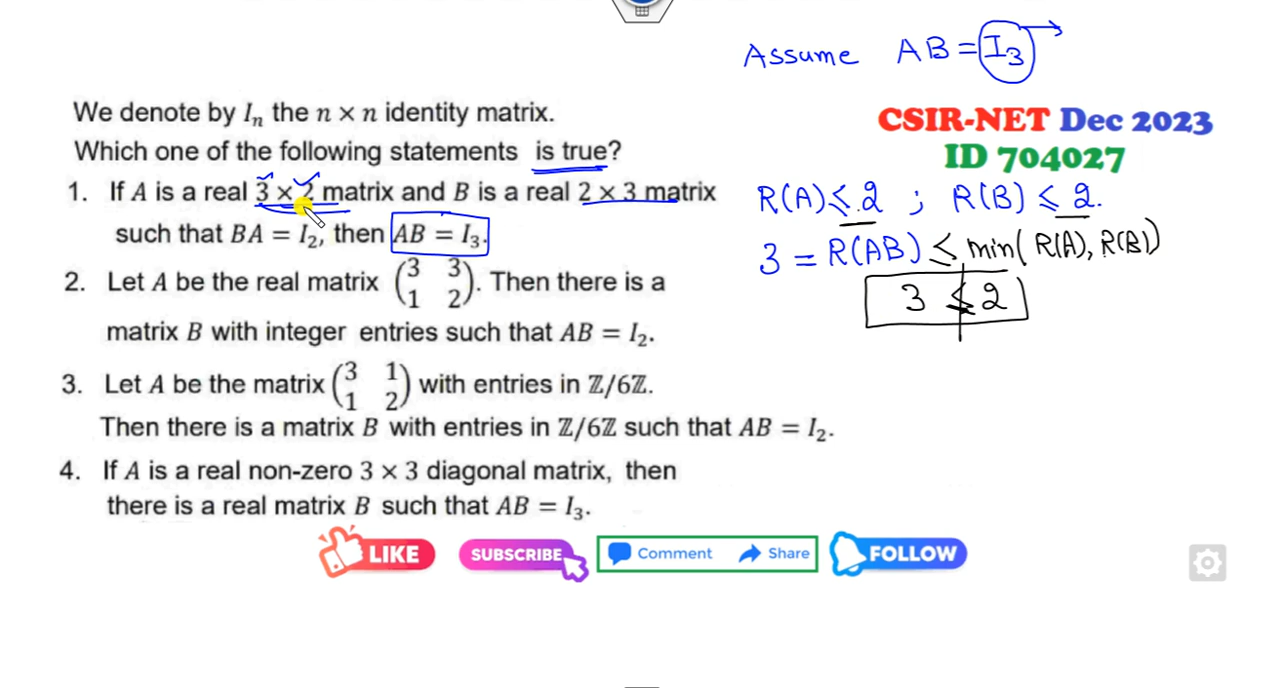 Assume AB = I₃
We denote by Iₙ the n × n identity matrix.
CSIR-NET Dec 2023
Which one of the following statements is true?
ID 704027
1. If A is a real 3 × 2 matrix and B is a real 2 × 3 matrix
R(A) ≤ 2 ; R(B) ≤ 2.
such that BA = I₂, then AB = I₃.
3 = R(AB) ≤ min(R(A), R(B))
2. Let A be the real matrix (3 3; 1 2). Then there is a
3 ≰ 2
matrix B with integer entries such that AB = I₂.
3. Let A be the matrix (3 1; 1 2) with entries in ℤ/6ℤ.
Then there is a matrix B with entries in ℤ/6ℤ such that AB = I₂.
4. If A is a real non-zero 3 × 3 diagonal matrix, then
there is a real matrix B such that AB = I₃.
LIKE SUBSCRIBE Comment Share FOLLOW